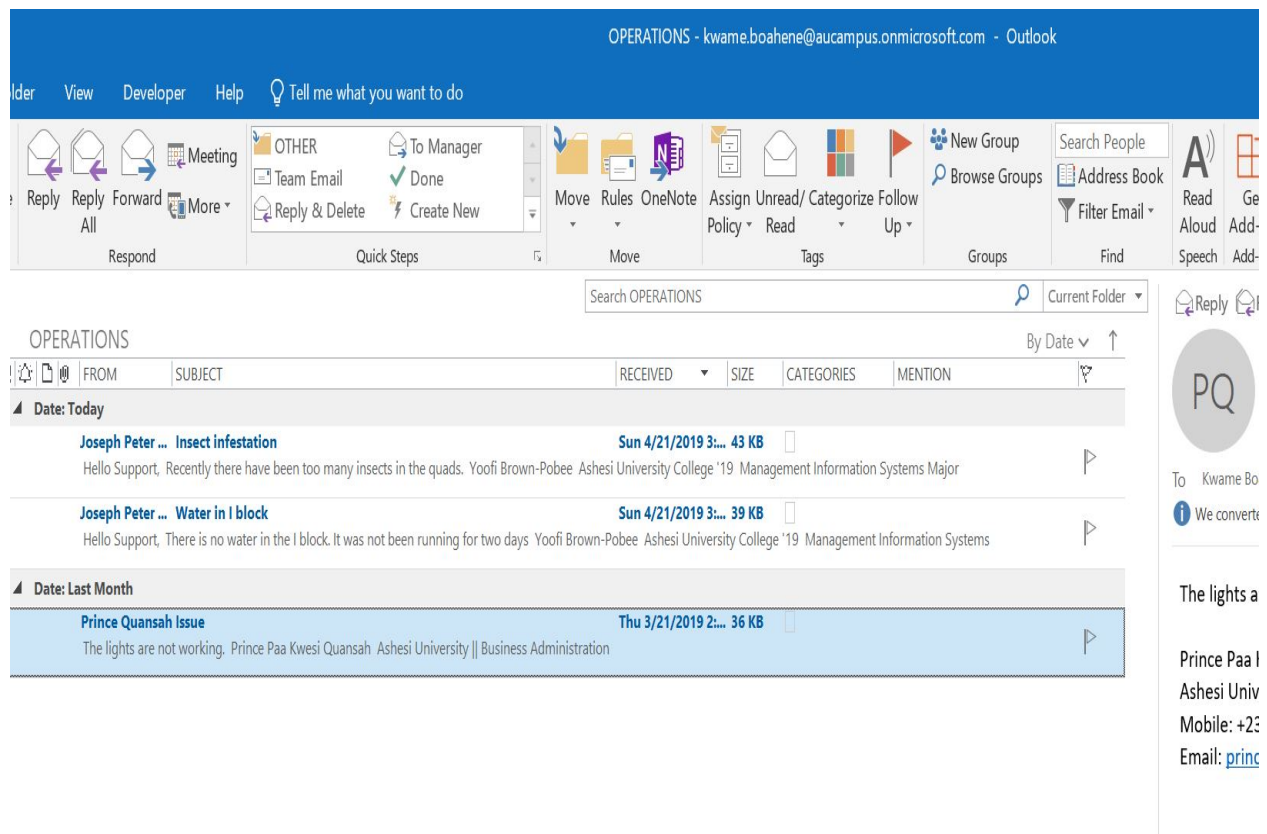 OPERATIONS - kwame.boahene@aucampus.onmicrosoft.com - Outlook
lder View Developer Help Tell me what you want to do
Reply Reply All Forward Meeting More
Respond
OTHER To Manager
Team Email Done
Reply & Delete Create New
Quick Steps
Move Rules OneNote
Move
Assign Policy Unread/ Read Categorize Follow Up
Tags
New Group
Browse Groups
Groups
Search People
Address Book
Filter Email
Find
Read Aloud
Speech
Ge
Add-
Add-
Search OPERATIONS Current Folder
OPERATIONS By Date
FROM SUBJECT RECEIVED SIZE CATEGORIES MENTION
Date: Today
Joseph Peter ... Insect infestation Sun 4/21/2019 3:... 43 KB
Hello Support, Recently there have been too many insects in the quads. Yoofi Brown-Pobee Ashesi University College '19 Management Information Systems Major
Joseph Peter ... Water in I block Sun 4/21/2019 3:... 39 KB
Hello Support, There is no water in the I block. It was not been running for two days Yoofi Brown-Pobee Ashesi University College '19 Management Information Systems
Date: Last Month
Prince Quansah Issue Thu 3/21/2019 2:... 36 KB
The lights are not working. Prince Paa Kwesi Quansah Ashesi University || Business Administration
Reply
PQ
To Kwame Bo
We converte
The lights a
Prince Paa
Ashesi Univ
Mobile: +23
Email: princ